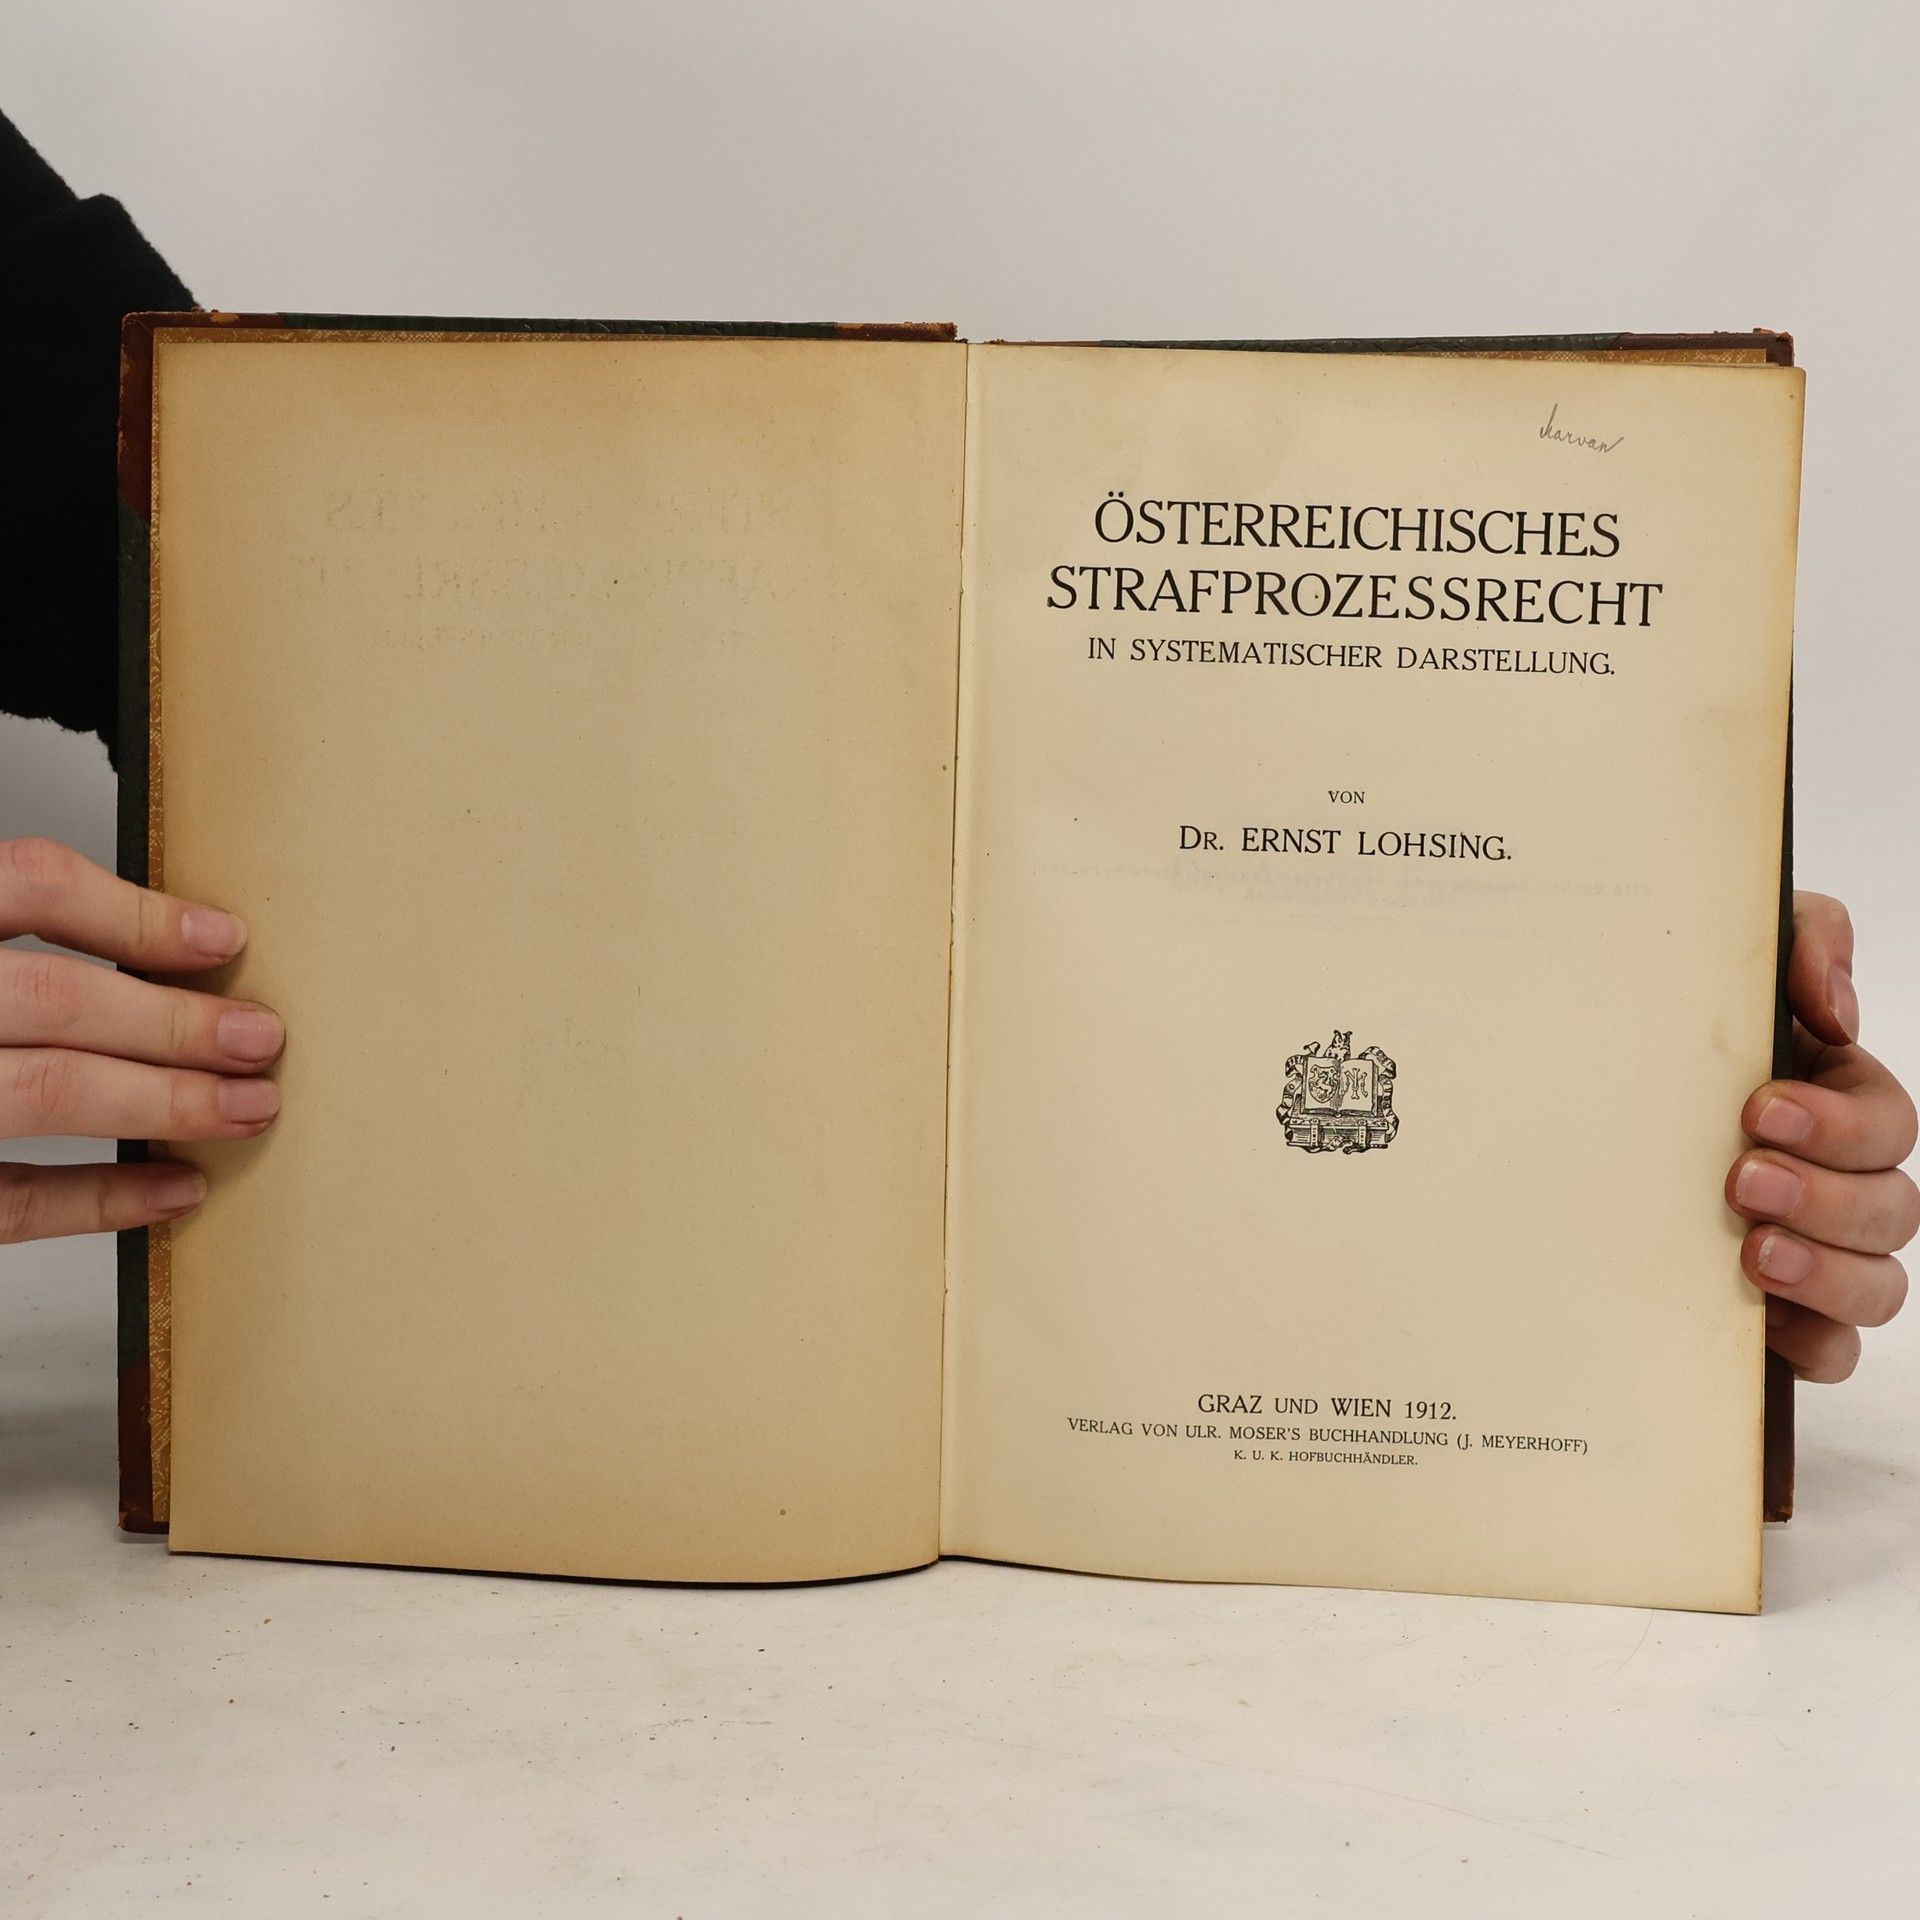 ÖSTERREICHISCHES
STRAFPROZESSRECHT
IN SYSTEMATISCHER DARSTELLUNG.
VON
DR. ERNST LOHSING.
GRAZ UND WIEN 1912.
VERLAG VON ULR. MOSER'S BUCHHANDLUNG (J. MEYERHOFF)
K. U. K. HOFBUCHHÄNDLER.